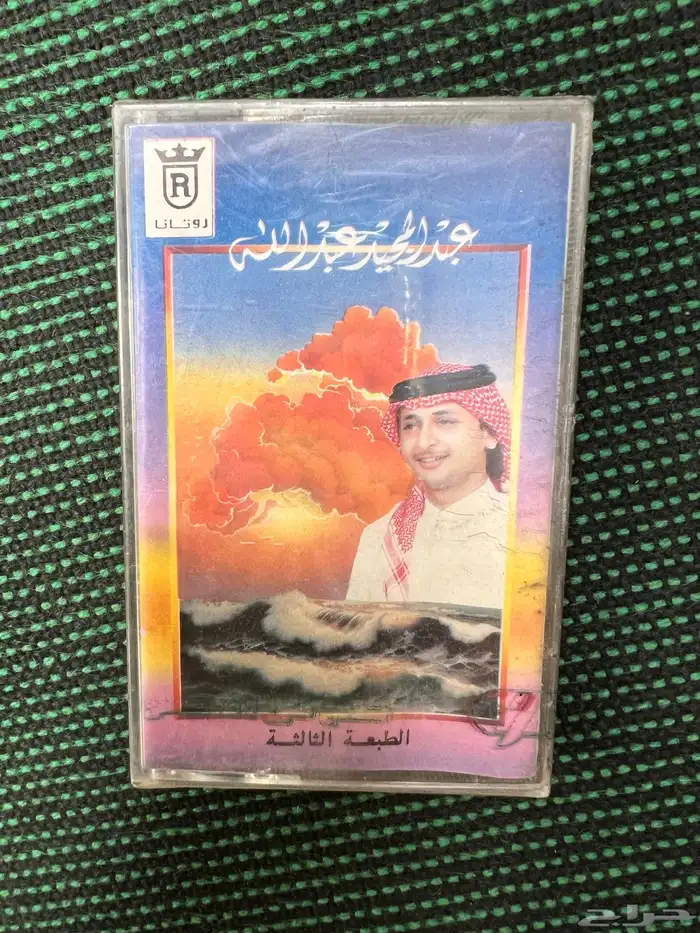 R
روتانا
عبدالمجيد عبدالله
الطبعة الثالثة
حراج